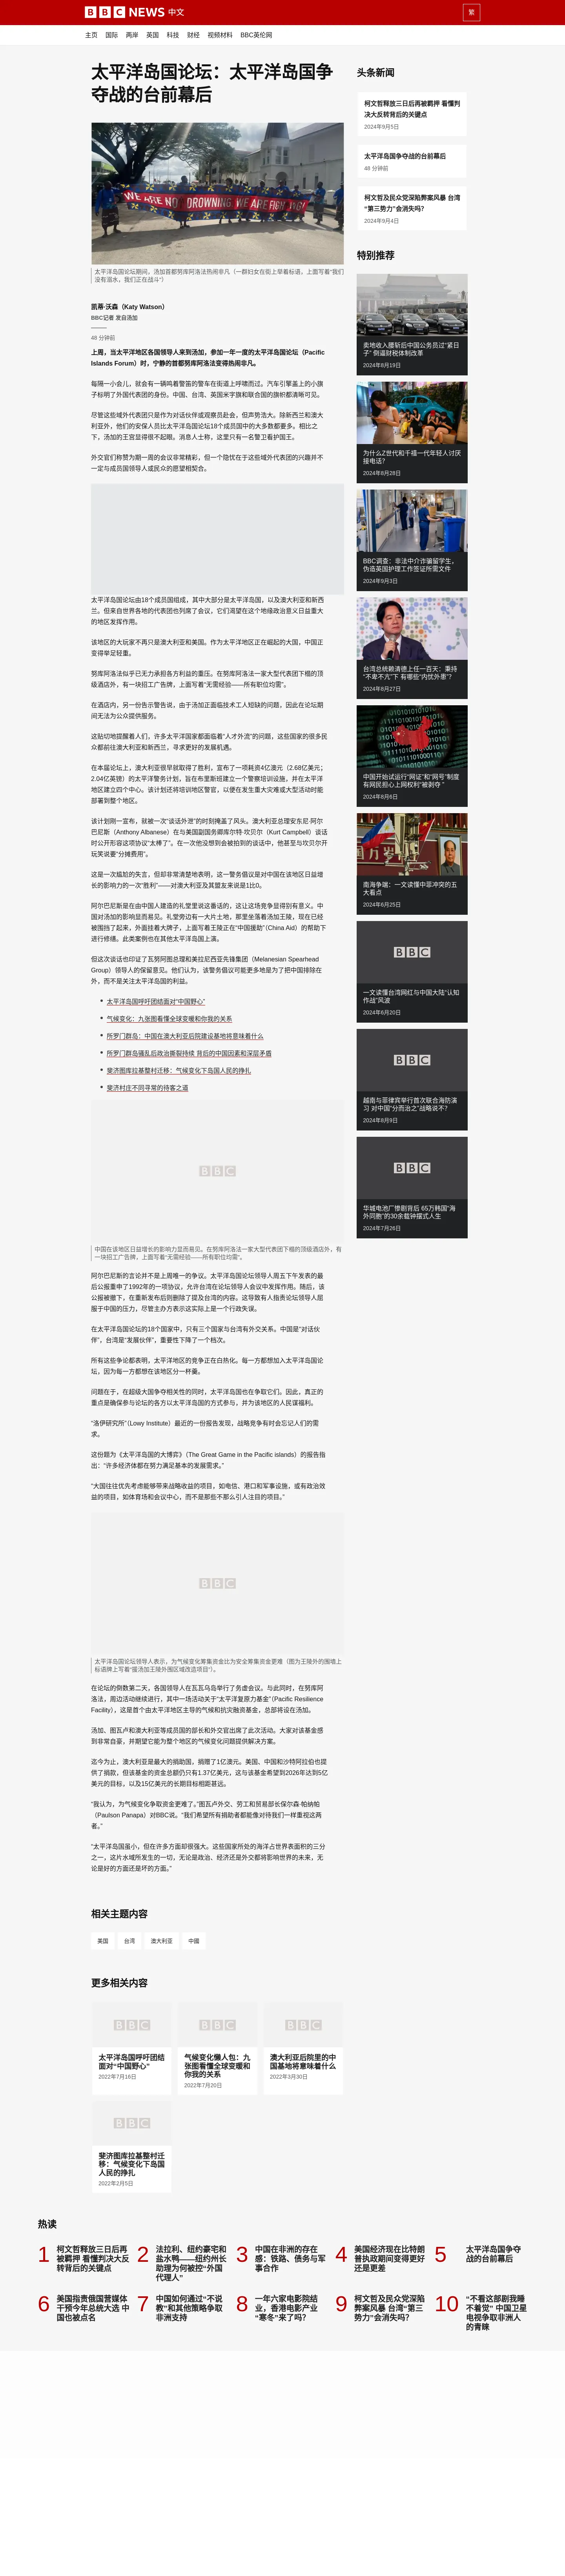 BBC NEWS 中文
繁
主页 国际 两岸 英国 科技 财经 视频材料 BBC英伦网
太平洋岛国论坛：太平洋岛国争
夺战的台前幕后
WE ARE NOT DROWNING WE ARE FIGHTING
太平洋岛国论坛期间，汤加首都努库阿洛法热闹非凡（一群妇女在街上举着标语，上面写着“我们
没有溺水，我们正在战斗”）
凯蒂·沃森（Katy Watson）
BBC记者 发自汤加
48 分钟前
上周，当太平洋地区各国领导人来到汤加，参加一年一度的太平洋岛国论坛（Pacific
Islands Forum）时，宁静的首都努库阿洛法变得热闹非凡。
每隔一小会儿，就会有一辆鸣着警笛的警车在街道上呼啸而过。汽车引擎盖上的小旗
子标明了外国代表团的身份。中国、台湾、英国米字旗和联合国的旗帜都清晰可见。
尽管这些域外代表团只是作为对话伙伴或观察员赴会，但声势浩大。除新西兰和澳大
利亚外，他们的安保人员比太平洋岛国论坛18个成员国中的大多数都要多。相比之
下，汤加的王宫显得很不起眼。消息人士称，这里只有一名警卫看护国王。
外交官们称赞为期一周的会议非常精彩，但一个隐忧在于这些域外代表团的兴趣并不
一定与成员国领导人或民众的愿望相契合。
太平洋岛国论坛由18个成员国组成，其中大部分是太平洋岛国，以及澳大利亚和新西
兰。但来自世界各地的代表团也列席了会议，它们渴望在这个地缘政治意义日益重大
的地区发挥作用。
该地区的大玩家不再只是澳大利亚和美国。作为太平洋地区正在崛起的大国，中国正
变得举足轻重。
努库阿洛法似乎已无力承担各方利益的重压。在努库阿洛法一家大型代表团下榻的顶
级酒店外，有一块招工广告牌，上面写着“无需经验——所有职位均需”。
在酒店内，另一份告示警告说，由于汤加正面临技术工人短缺的问题，因此在论坛期
间无法为公众提供服务。
这贴切地提醒着人们，许多太平洋国家都面临着“人才外流”的问题，这些国家的很多民
众都前往澳大利亚和新西兰，寻求更好的发展机遇。
在本届论坛上，澳大利亚很早就取得了胜利，宣布了一项耗资4亿澳元（2.68亿美元；
2.04亿英镑）的太平洋警务计划，旨在布里斯班建立一个警察培训设施，并在太平洋
地区建立四个中心。该计划还将培训地区警官，以便在发生重大灾难或大型活动时能
部署到整个地区。
该计划刚一宣布，就被一次“谈话外泄”的时刻掩盖了风头。澳大利亚总理安东尼·阿尔
巴尼斯（Anthony Albanese）在与美国副国务卿库尔特·坎贝尔（Kurt Campbell）谈话
时公开形容这项协议“太棒了”。在一次他没想到会被拍到的谈话中，他甚至与坎贝尔开
玩笑说要“分摊费用”。
这是一次尴尬的失言，但却非常清楚地表明，这一警务倡议是对中国在该地区日益增
长的影响力的一次“胜利”——对澳大利亚及其盟友来说是1比0。
阿尔巴尼斯是在由中国人建造的礼堂里说这番话的，这让这场竞争显得别有意义。中
国对汤加的影响显而易见。礼堂旁边有一大片土地，那里坐落着汤加王陵，现在已经
被围挡了起来，外面挂着大牌子，上面写着王陵正在“中国援助”（China Aid）的帮助下
进行修缮。此类案例也在其他太平洋岛国上演。
但这次谈话也印证了瓦努阿图总理和美拉尼西亚先锋集团（Melanesian Spearhead
Group）领导人的保留意见。他们认为，该警务倡议可能更多地是为了把中国排除在
外，而不是关注太平洋岛国的利益。
太平洋岛国呼吁团结面对“中国野心”
气候变化：九张图看懂全球变暖和你我的关系
所罗门群岛：中国在澳大利亚后院建设基地将意味着什么
所罗门群岛骚乱后政治撕裂持续 背后的中国因素和深层矛盾
斐济图库拉基整村迁移：气候变化下岛国人民的挣扎
斐济村庄不同寻常的待客之道
BBC
中国在该地区日益增长的影响力显而易见。在努库阿洛法一家大型代表团下榻的顶级酒店外，有
一块招工广告牌，上面写着“无需经验——所有职位均需”。
阿尔巴尼斯的言论并不是上周唯一的争议。太平洋岛国论坛领导人周五下午发表的最
后公报重申了1992年的一项协议，允许台湾在论坛领导人会议中发挥作用。随后，该
公报被撤下，在重新发布后则删除了提及台湾的内容。这导致有人指责论坛领导人屈
服于中国的压力，尽管主办方表示这实际上是一个行政失误。
在太平洋岛国论坛的18个国家中，只有三个国家与台湾有外交关系。中国是“对话伙
伴”，台湾是“发展伙伴”，重要性下降了一个档次。
所有这些争论都表明，太平洋地区的竞争正在白热化。每一方都想加入太平洋岛国论
坛，因为每一方都想在该地区分一杯羹。
问题在于，在超级大国争夺相关性的同时，太平洋岛国也在争取它们。因此，真正的
重点是确保参与论坛的各方以太平洋岛国的方式参与，并为该地区的人民谋福利。
“洛伊研究所”（Lowy Institute）最近的一份报告发现，战略竞争有时会忘记人们的需
求。
这份题为《太平洋岛国的大博弈》（The Great Game in the Pacific islands）的报告指
出：“许多经济体都在努力满足基本的发展需求。”
“大国往往优先考虑能够带来战略收益的项目，如电信、港口和军事设施，或有政治效
益的项目，如体育场和会议中心，而不是那些不那么引人注目的项目。”
BBC
太平洋岛国论坛领导人表示，为气候变化筹集资金比为安全筹集资金更难（图为王陵外的围墙上
标语牌上写着“援汤加王陵外围区域改造项目”）。
在论坛的倒数第二天，各国领导人在瓦瓦乌岛举行了务虚会议。与此同时，在努库阿
洛法，周边活动继续进行，其中一场活动关于“太平洋复原力基金”（Pacific Resilience
Facility），这是首个由太平洋地区主导的气候和抗灾融资基金，总部将设在汤加。
汤加、图瓦卢和澳大利亚等成员国的部长和外交官出席了此次活动。大家对该基金感
到非常自豪，并期望它能为整个地区的气候变化问题提供解决方案。
迄今为止，澳大利亚是最大的捐助国，捐赠了1亿澳元。美国、中国和沙特阿拉伯也提
供了捐款，但该基金的资金总额仍只有1.37亿美元，这与该基金希望到2026年达到5亿
美元的目标，以及15亿美元的长期目标相距甚远。
“我认为，为气候变化争取资金更难了。”图瓦卢外交、劳工和贸易部长保尔森·帕纳帕
（Paulson Panapa）对BBC说。“我们希望所有捐助者都能像对待我们一样重视这两
者。”
“太平洋岛国虽小，但在许多方面却很强大。这些国家所处的海洋占世界表面积的三分
之一，这片水域所发生的一切，无论是政治、经济还是外交都将影响世界的未来，无
论是好的方面还是坏的方面。”
相关主题内容
美国 台湾 澳大利亚 中國
更多相关内容
BBC BBC BBC
太平洋岛国呼吁团结
面对“中国野心”
2022年7月16日
气候变化懒人包：九
张图看懂全球变暖和
你我的关系
2022年7月20日
澳大利亚后院里的中
国基地将意味着什么
2022年3月30日
BBC
斐济图库拉基整村迁
移：气候变化下岛国
人民的挣扎
2022年2月5日
头条新闻
柯文哲释放三日后再被羁押 看懂判
决大反转背后的关键点
2024年9月5日
太平洋岛国争夺战的台前幕后
48 分钟前
柯文哲及民众党深陷弊案风暴 台湾
“第三势力”会消失吗？
2024年9月4日
特别推荐
卖地收入腰斩后中国公务员过“紧日
子” 倒逼财税体制改革
2024年8月19日
为什么Z世代和千禧一代年轻人讨厌
接电话？
2024年8月28日
BBC调查：非法中介诈骗留学生，
伪造英国护理工作签证所需文件
2024年9月3日
台湾总统赖清德上任一百天：秉持
“不卑不亢”下 有哪些“内忧外患”？
2024年8月27日
中国开始试运行“网证”和“网号”制度
有网民担心上网权利“被剥夺 ”
2024年8月6日
南海争端：一文读懂中菲冲突的五
大看点
2024年6月25日
BBC
一文读懂台湾网红与中国大陆“认知
作战”风波
2024年6月20日
BBC
越南与菲律宾举行首次联合海防演
习 对中国“分而治之”战略说不？
2024年8月9日
BBC
华城电池厂惨剧背后 65万韩国“海
外同胞”的30余载钟摆式人生
2024年7月26日
热读
1 柯文哲释放三日后再
被羁押 看懂判决大反
转背后的关键点
2 法拉利、纽约豪宅和
盐水鸭——纽约州长
助理为何被控“外国
代理人”
3 中国在非洲的存在
感：铁路、债务与军
事合作
4 美国经济现在比特朗
普执政期间变得更好
还是更差
5 太平洋岛国争夺
战的台前幕后
6 美国指责俄国营媒体
干预今年总统大选 中
国也被点名
7 中国如何通过“不说
教”和其他策略争取
非洲支持
8 一年六家电影院结
业，香港电影产业
“寒冬”来了吗？
9 柯文哲及民众党深陷
弊案风暴 台湾“第三
势力”会消失吗？
10 “不看这部剧我睡
不着觉” 中国卫星
电视争取非洲人
的青睐